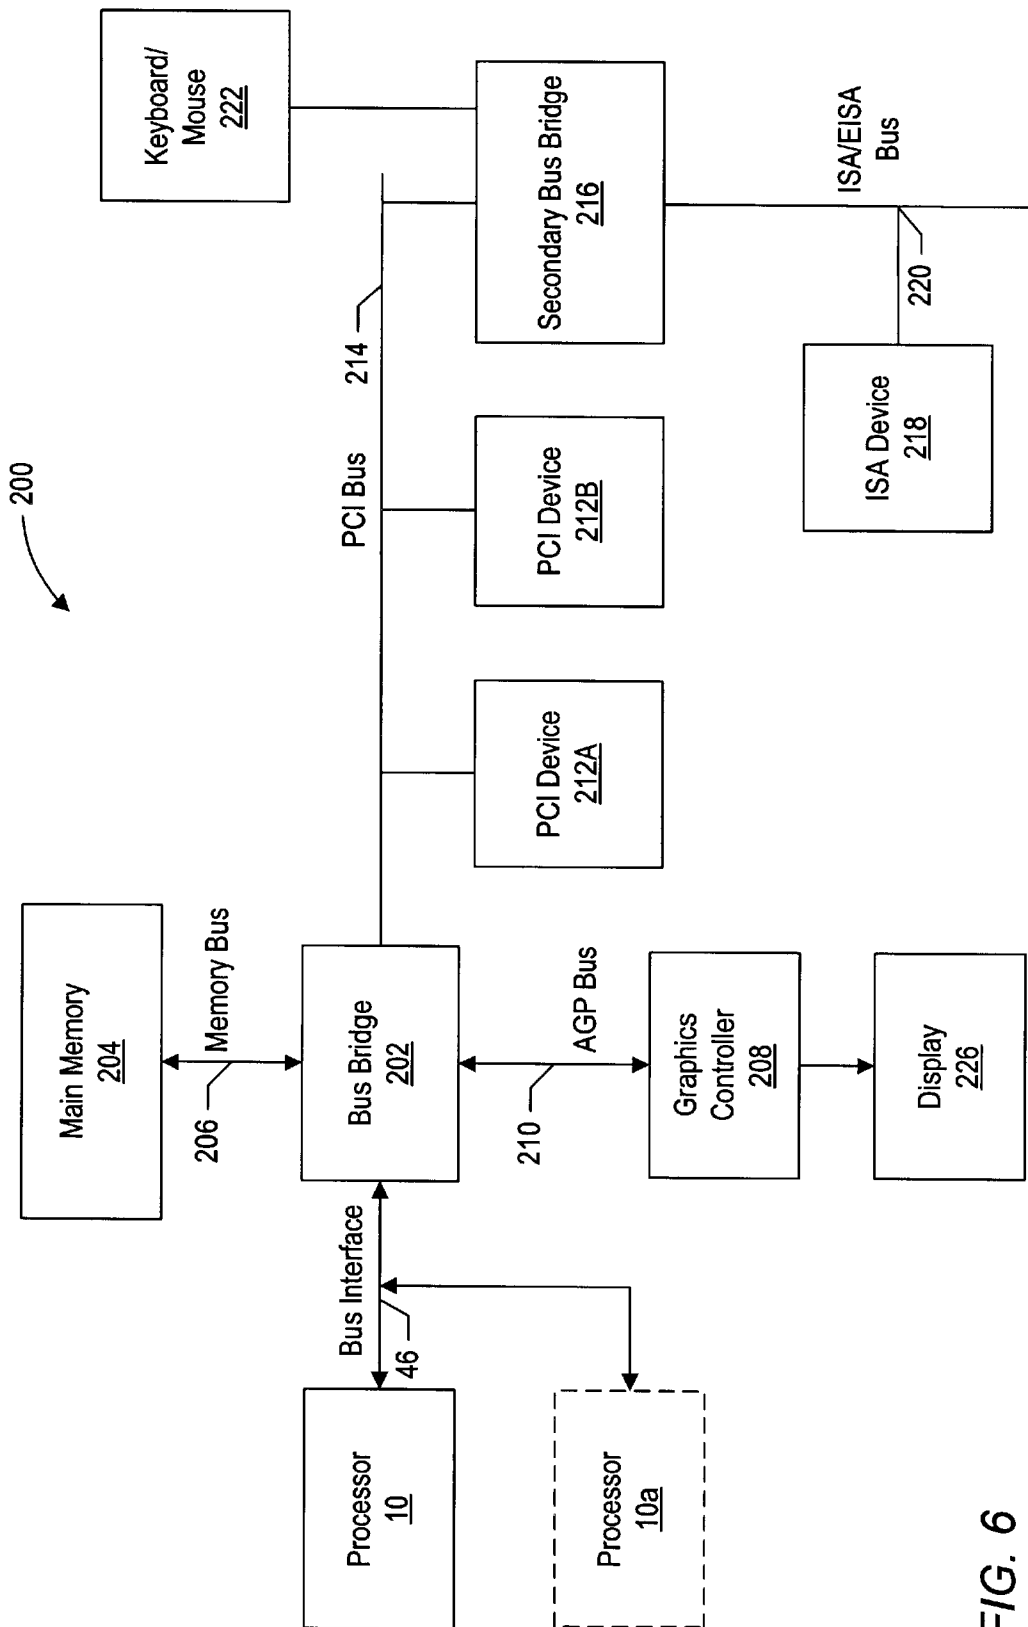 200
Main Memory
204
206
Memory Bus
Processor
10
Bus Interface
46
Bus Bridge
202
PCI Bus
214
Keyboard/
Mouse
222
Processor
10a
210
AGP Bus
PCI Device
212A
PCI Device
212B
Secondary Bus Bridge
216
Graphics
Controller
208
ISA Device
218
220
ISA/EISA
Bus
Display
226
FIG. 6